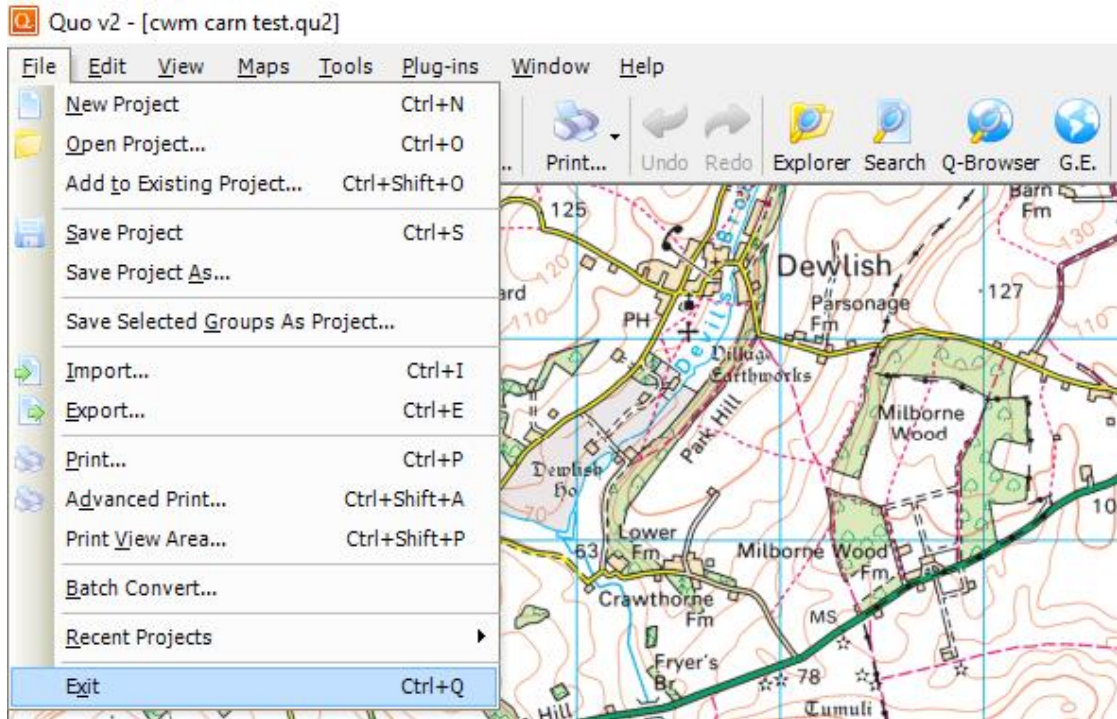 Quo v2 - [cwm carn test.qu2]
File Edit View Maps Tools Plug-ins Window Help
New Project Ctrl+N
Open Project... Ctrl+O
Add to Existing Project... Ctrl+Shift+O
Save Project Ctrl+S
Save Project As...
Save Selected Groups As Project...
Import... Ctrl+I
Export... Ctrl+E
Print... Ctrl+P
Advanced Print... Ctrl+Shift+A
Print View Area... Ctrl+Shift+P
Batch Convert...
Recent Projects
Exit Ctrl+Q
.. Print... Undo Redo Explorer Search Q-Browser G.E.
125
Barn
Fm
130
120
Dewlish
ard
Parsonage
Fm
127
110
PH
110
Devils Bro
Village
Earthworks
Park Hill
Milborne
Wood
Dewlish
Ho
70
10
Lower
Fm
63
Milborne Wood
Fm
Crawthorne
Fm
MS
Fryer's
Br
78
Hill
Tumuli